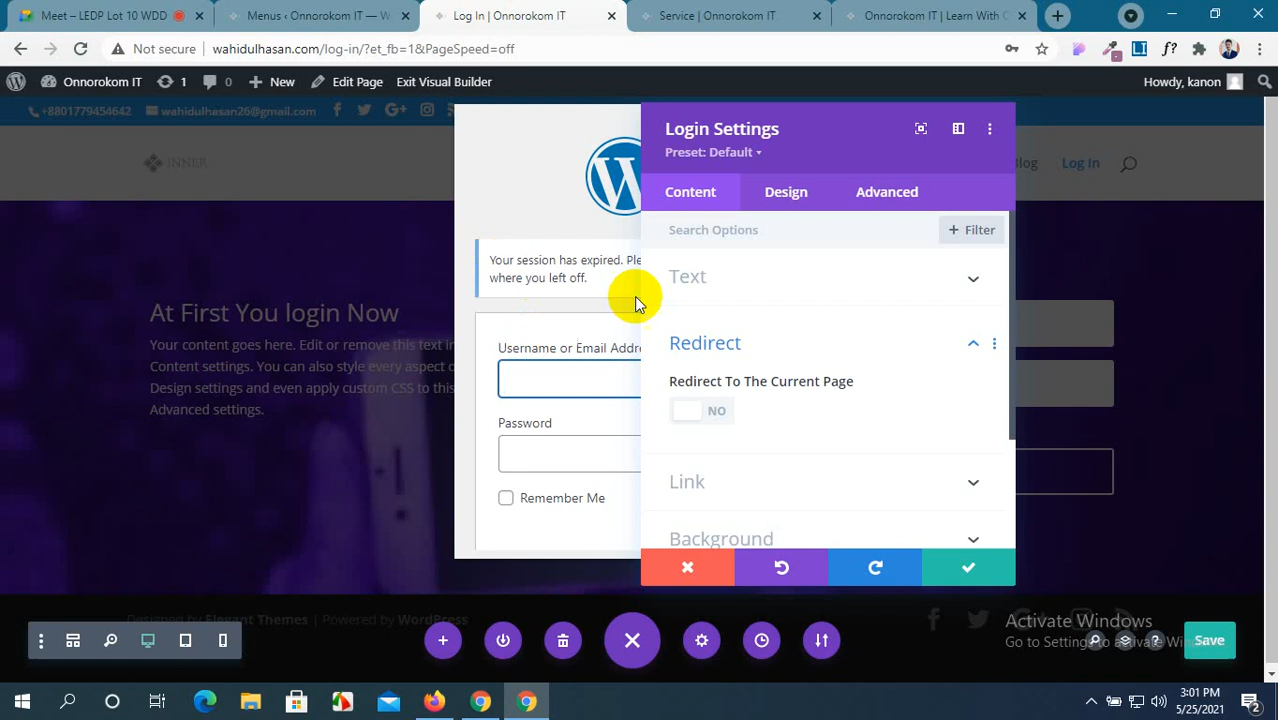 Meet – LEDP Lot 10 WDD
Menus ‹ Onnorokom IT — W
Log In | Onnorokom IT
Service | Onnorokom IT
Onnorokom IT | Learn With C
Not secure
wahidulhasan.com/log-in/?et_fb=1&PageSpeed=off
Onnorokom IT
1
0
New
Edit Page
Exit Visual Builder
Howdy, kanon
+8801779454642
wahidulhasan26@gmail.com
INNER
Blog
Log In
Login Settings
Preset: Default
Content
Design
Advanced
Search Options
+ Filter
Text
Redirect
Redirect To The Current Page
NO
Link
Background
Your session has expired.
where you left off.
Username or Email
Password
Remember Me
At First You login Now
Your content goes here. Edit or remove this text in
Content settings. You can also style every aspect
Design settings and even apply custom CSS to this
Advanced settings.
Designed by Elegant Themes | Powered by WordPress
Activate Windows
Go to Settings to activate Windows.
Save
3:01 PM
5/25/2021
2